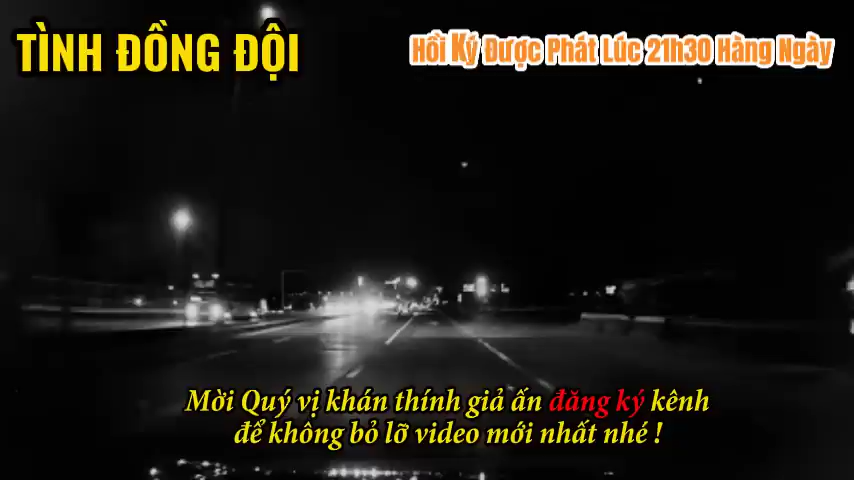 TÌNH ĐỒNG ĐỘI
Hồi Ký Được Phát Lúc 21h30 Hàng Ngày
Mời Quý vị khán thính giả ấn đăng ký kênh
để không bỏ lỡ video mới nhất nhé !